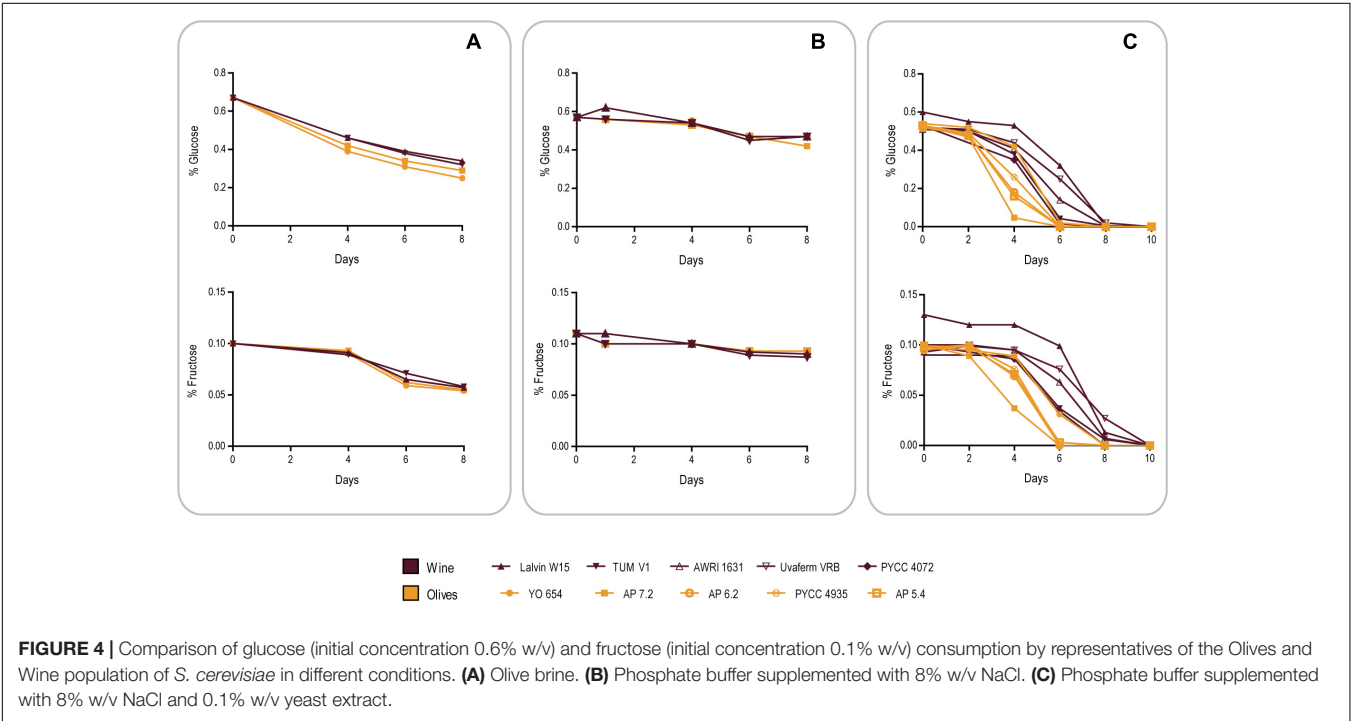 A
B
C
0.8
0.6
0.4
0.2
0.0
% Glucose
0 2 4 6 8
Days
0.8
0.6
0.4
0.2
0.0
% Glucose
0 2 4 6 8
Days
0.8
0.6
0.4
0.2
0.0
% Glucose
0 2 4 6 8 10
Days
0.15
0.10
0.05
0.00
% Fructose
0 2 4 6 8
Days
0.15
0.10
0.05
0.00
% Fructose
0 2 4 6 8
Days
0.15
0.10
0.05
0.00
% Fructose
0 2 4 6 8 10
Days
Wine Lalvin W15 TUM V1 AWRI 1631 Uvaferm VRB PYCC 4072
Olives YO 654 AP 7.2 AP 6.2 PYCC 4935 AP 5.4
FIGURE 4 | Comparison of glucose (initial concentration 0.6% w/v) and fructose (initial concentration 0.1% w/v) consumption by representatives of the Olives and
Wine population of S. cerevisiae in different conditions. (A) Olive brine. (B) Phosphate buffer supplemented with 8% w/v NaCl. (C) Phosphate buffer supplemented
with 8% w/v NaCl and 0.1% w/v yeast extract.